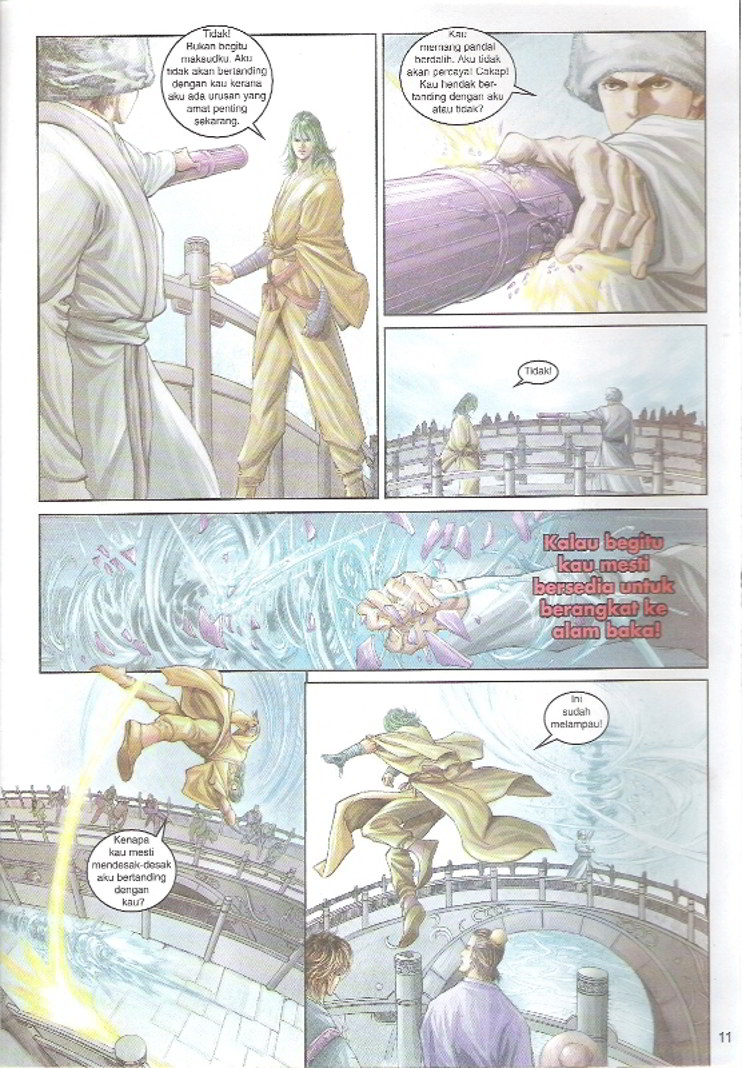 Tidak!
Bukan begitu
maksudku. Aku
tidak akan bertanding
dengan kau kerana
aku ada urusan yang
amat penting
sekarang.
Kau
memang pandai
berdalih. Aku tidak
akan percaya! Cakap!
Kau hendak ber-
tanding dengan aku
atau tidak?
Tidak!
Kalau begitu
kau mesti
bersedia untuk
berangkat ke
alam baka!
Kenapa
kau mesti
mendesak-desak
aku bertanding
dengan
kau?
Ini
sudah
melampau!
11